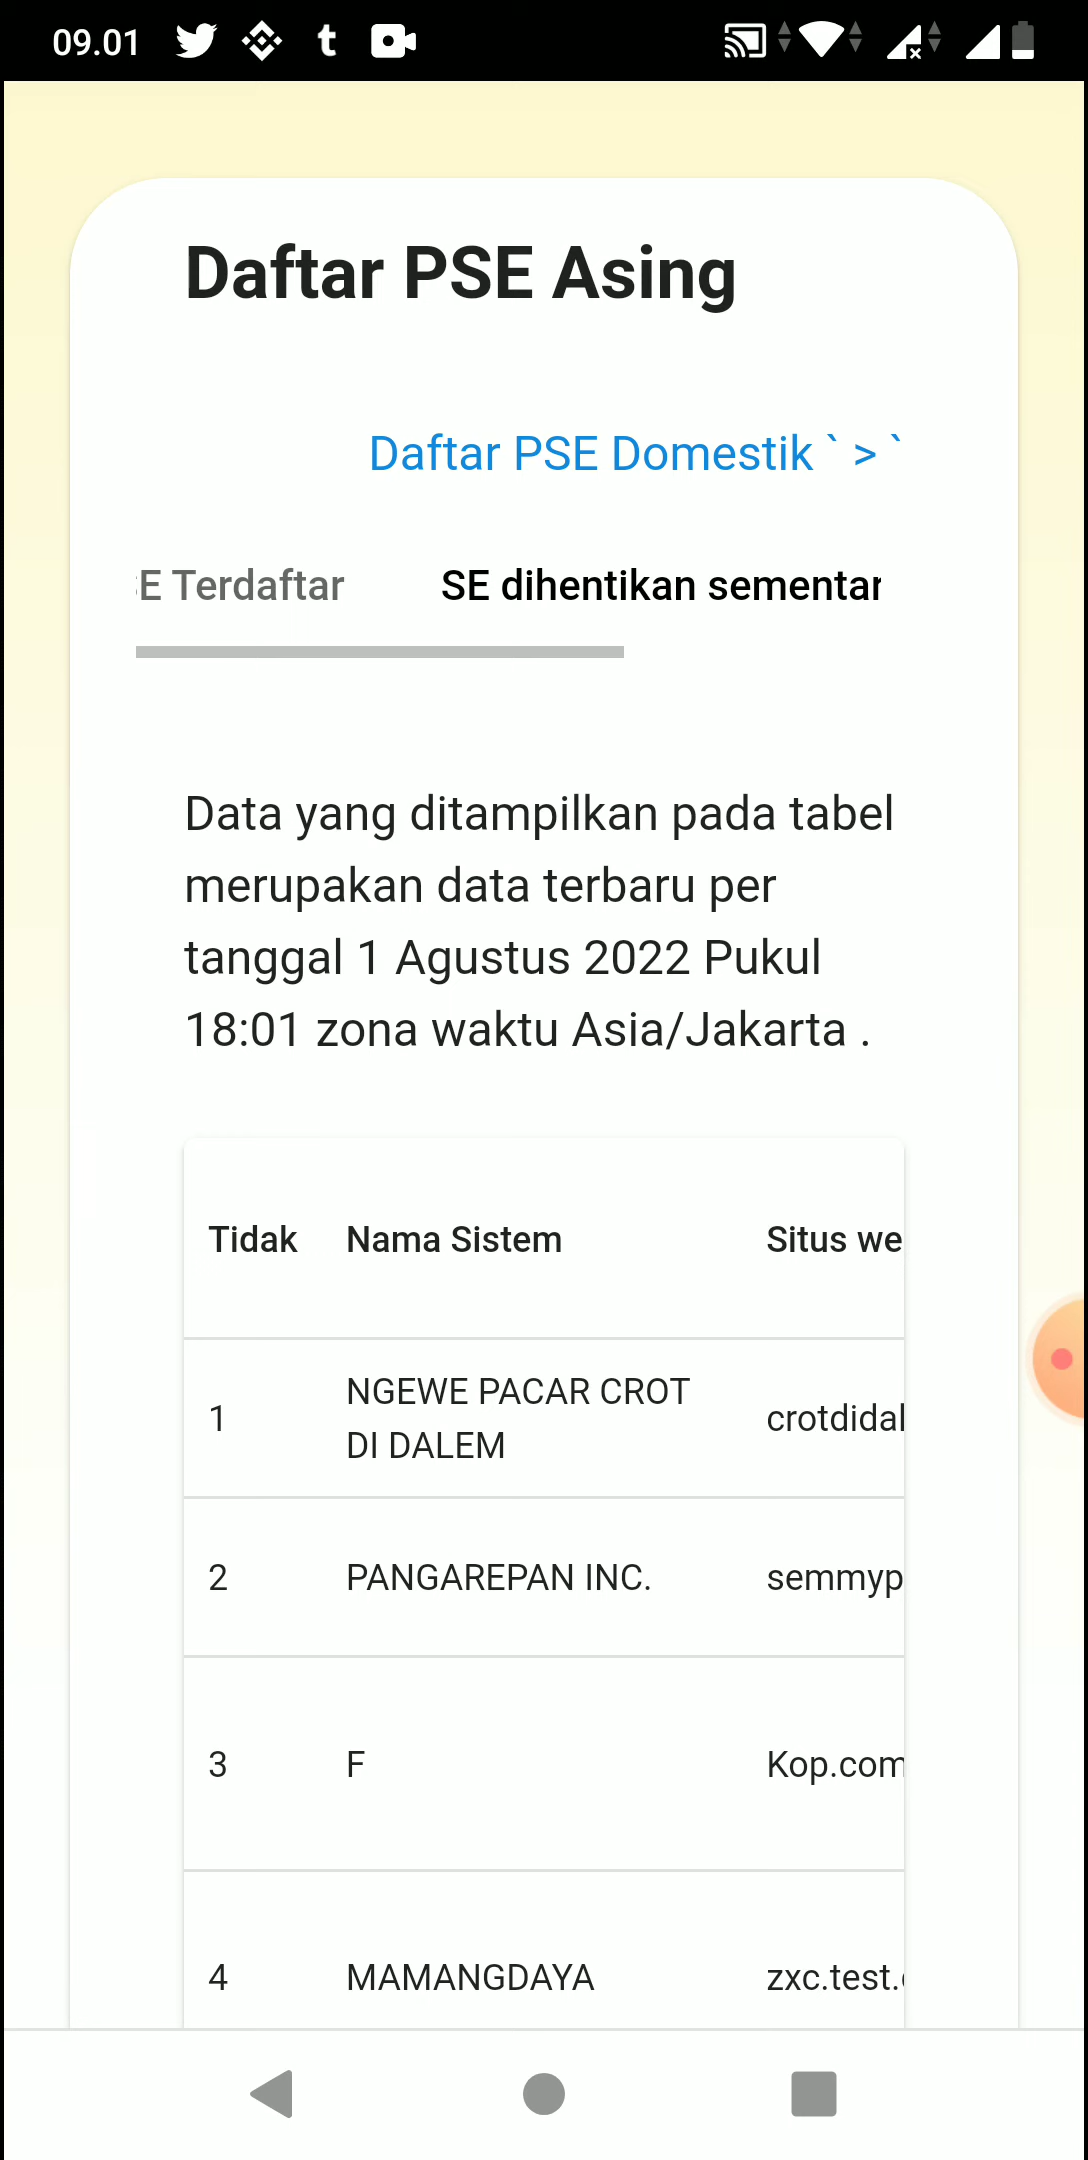 09.01
Daftar PSE Asing
Daftar PSE Domestik ` > `
E Terdaftar SE dihentikan sementar
Data yang ditampilkan pada tabel
merupakan data terbaru per
tanggal 1 Agustus 2022 Pukul
18:01 zona waktu Asia/Jakarta .
Tidak Nama Sistem Situs we
1 NGEWE PACAR CROT DI DALEM crotdidal
2 PANGAREPAN INC. semmyp
3 F Kop.com
4 MAMANGDAYA zxc.test.